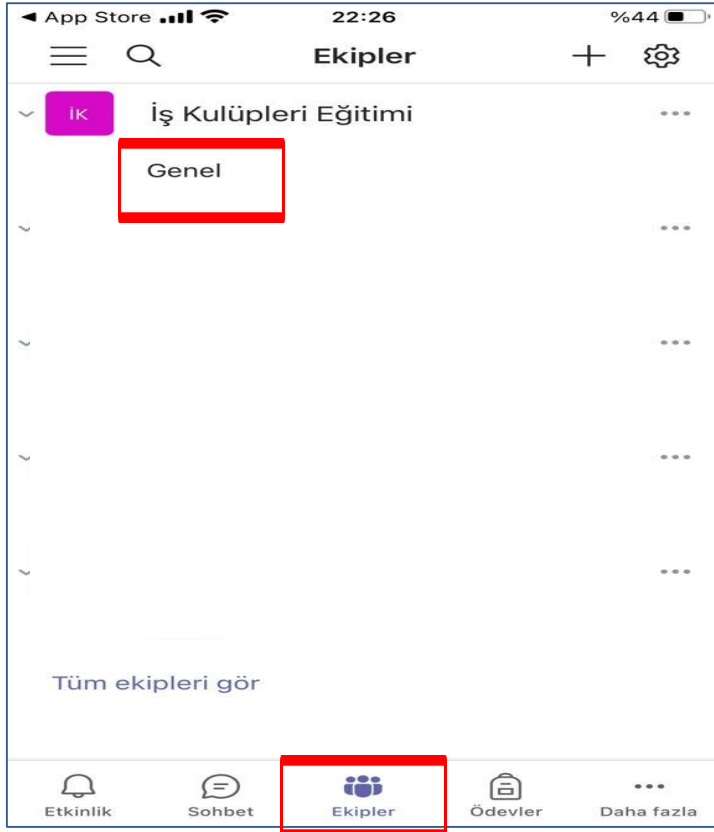 ◄ App Store 22:26 %44
Ekipler
İK İş Kulüpleri Eğitimi
Genel
Tüm ekipleri gör
Etkinlik Sohbet Ekipler Ödevler Daha fazla